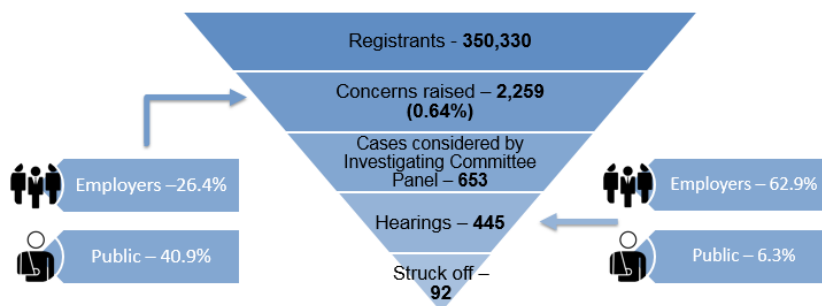 Registrants - 350,330
Concerns raised – 2,259
(0.64%)
Cases considered by
Investigating Committee
Panel – 653
Employers –26.4%
Employers – 62.9%
Hearings – 445
Public – 40.9%
Public – 6.3%
Struck off –
92